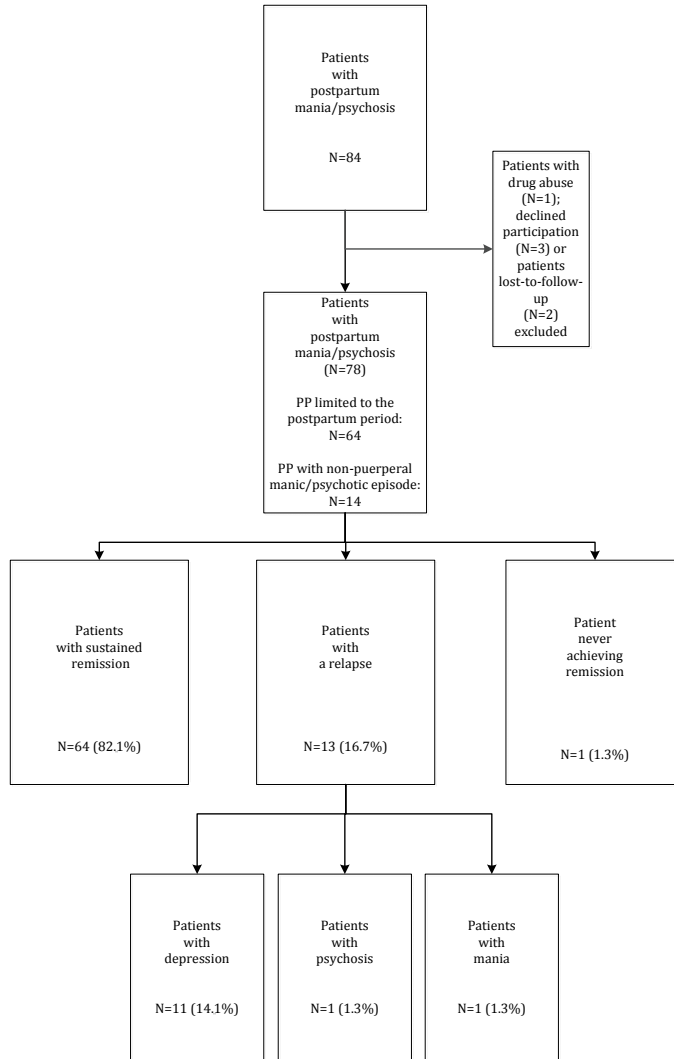 Patients
with
postpartum
mania/psychosis
N=84
Patients with
drug abuse
(N=1);
declined
participation
(N=3) or
patients
lost-to-follow-
up
(N=2)
excluded
Patients
with
postpartum
mania/psychosis
(N=78)
PP limited to the
postpartum period:
N=64
PP with non-puerperal
manic/psychotic episode:
N=14
Patients
with sustained
remission
N=64 (82.1%)
Patients
with
a relapse
N=13 (16.7%)
Patient
never
achieving
remission
N=1 (1.3%)
Patients
with
depression
N=11 (14.1%)
Patients
with
psychosis
N=1 (1.3%)
Patients
with
mania
N=1 (1.3%)